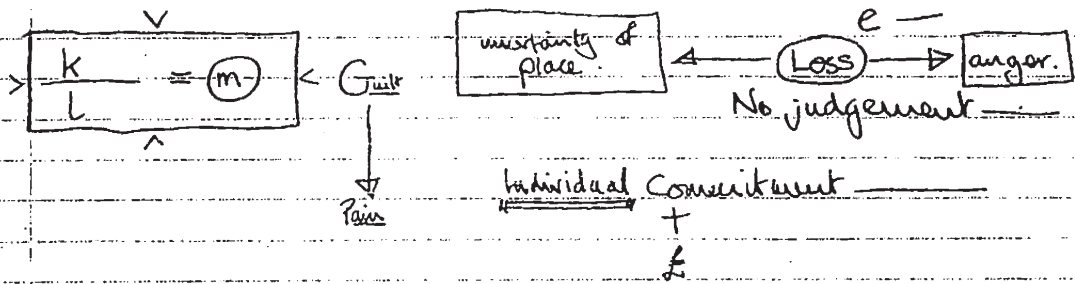 k
— = m
L
Guilt
Pain
uncertainty of
place.
e —
Loss
anger.
No judgement —
Individual Commitment —
+
£